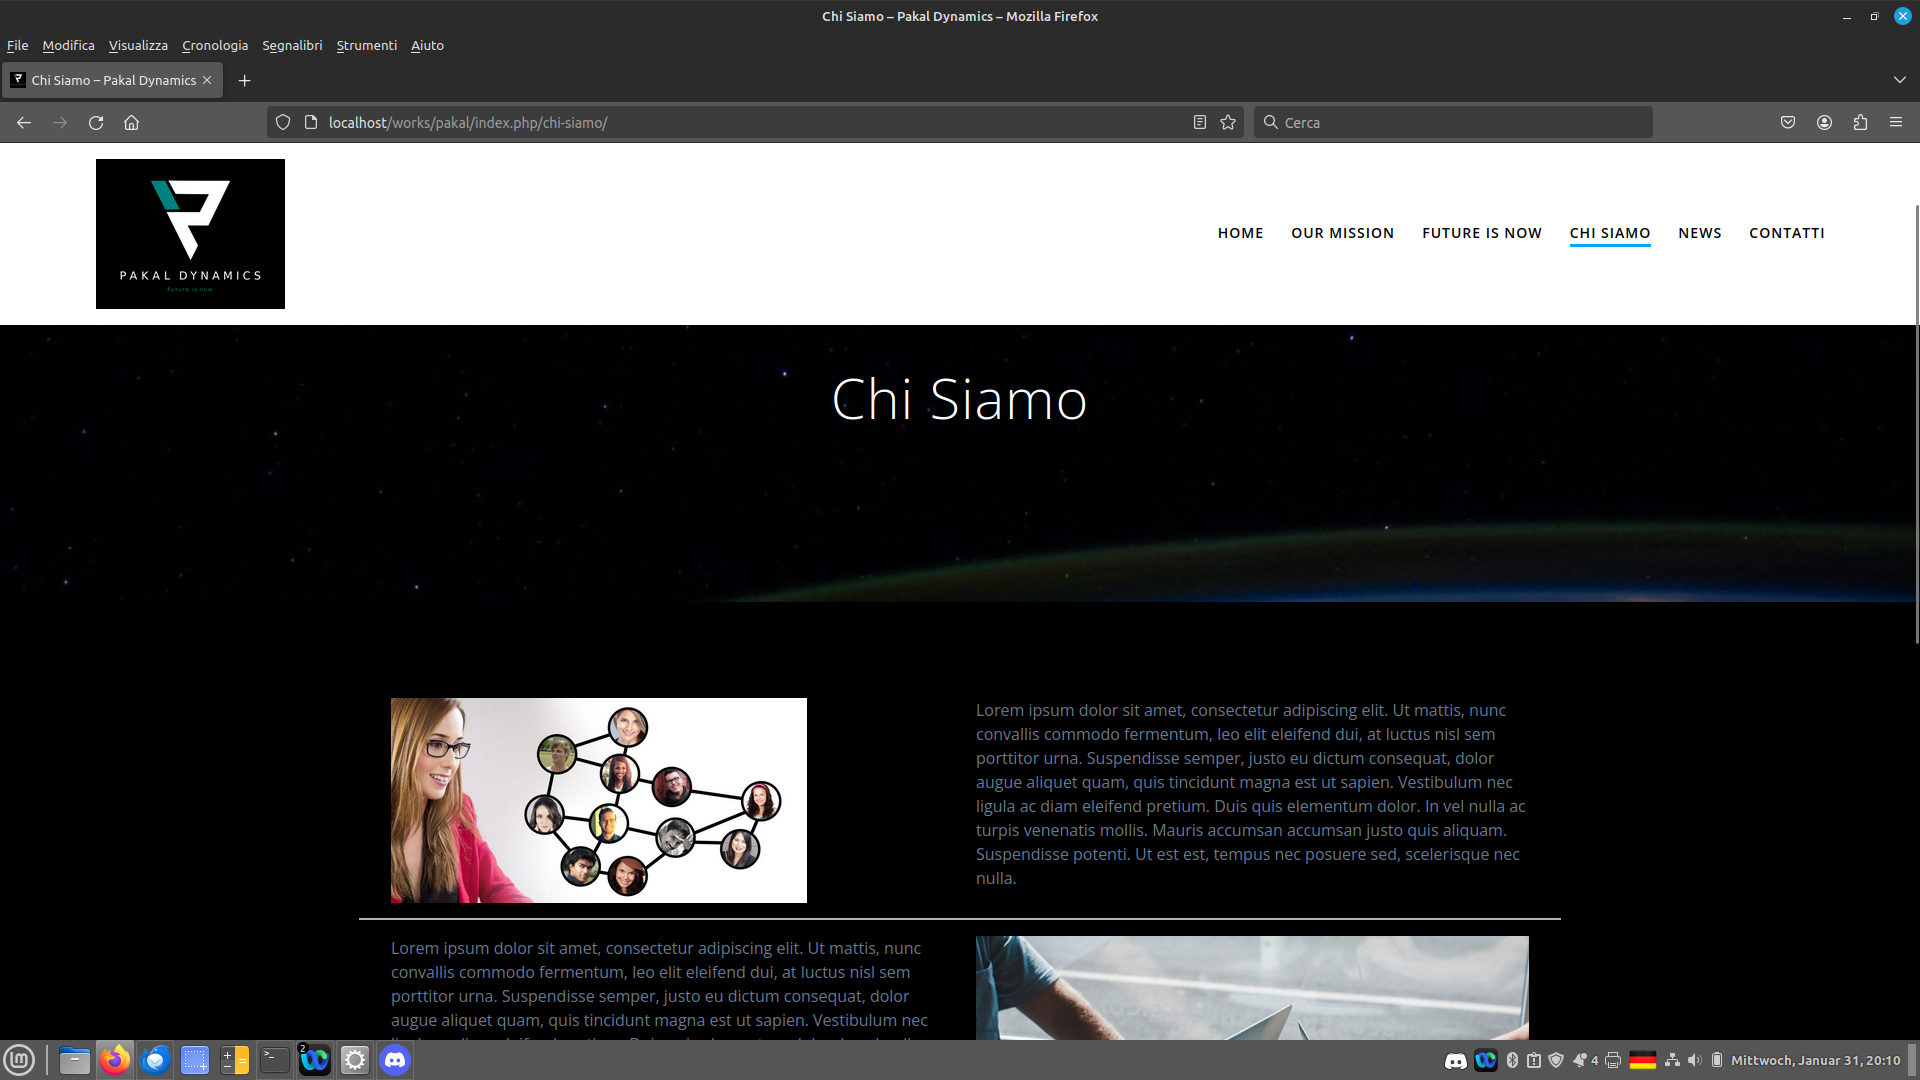 Chi Siamo – Pakal Dynamics – Mozilla Firefox
File Modifica Visualizza Cronologia Segnalibri Strumenti Aiuto
Chi Siamo – Pakal Dynamics
localhost/works/pakal/index.php/chi-siamo/
Cerca
PAKAL DYNAMICS
Future is now
HOME OUR MISSION FUTURE IS NOW CHI SIAMO NEWS CONTATTI
Chi Siamo
Lorem ipsum dolor sit amet, consectetur adipiscing elit. Ut mattis, nunc
convallis commodo fermentum, leo elit eleifend dui, at luctus nisl sem
porttitor urna. Suspendisse semper, justo eu dictum consequat, dolor
augue aliquet quam, quis tincidunt magna est ut sapien. Vestibulum nec
ligula ac diam eleifend pretium. Duis quis elementum dolor. In vel nulla ac
turpis venenatis mollis. Mauris accumsan accumsan justo quis aliquam.
Suspendisse potenti. Ut est est, tempus nec posuere sed, scelerisque nec
nulla.
Lorem ipsum dolor sit amet, consectetur adipiscing elit. Ut mattis, nunc
convallis commodo fermentum, leo elit eleifend dui, at luctus nisl sem
porttitor urna. Suspendisse semper, justo eu dictum consequat, dolor
augue aliquet quam, quis tincidunt magna est ut sapien. Vestibulum nec
2
4
Mittwoch, Januar 31, 20:10